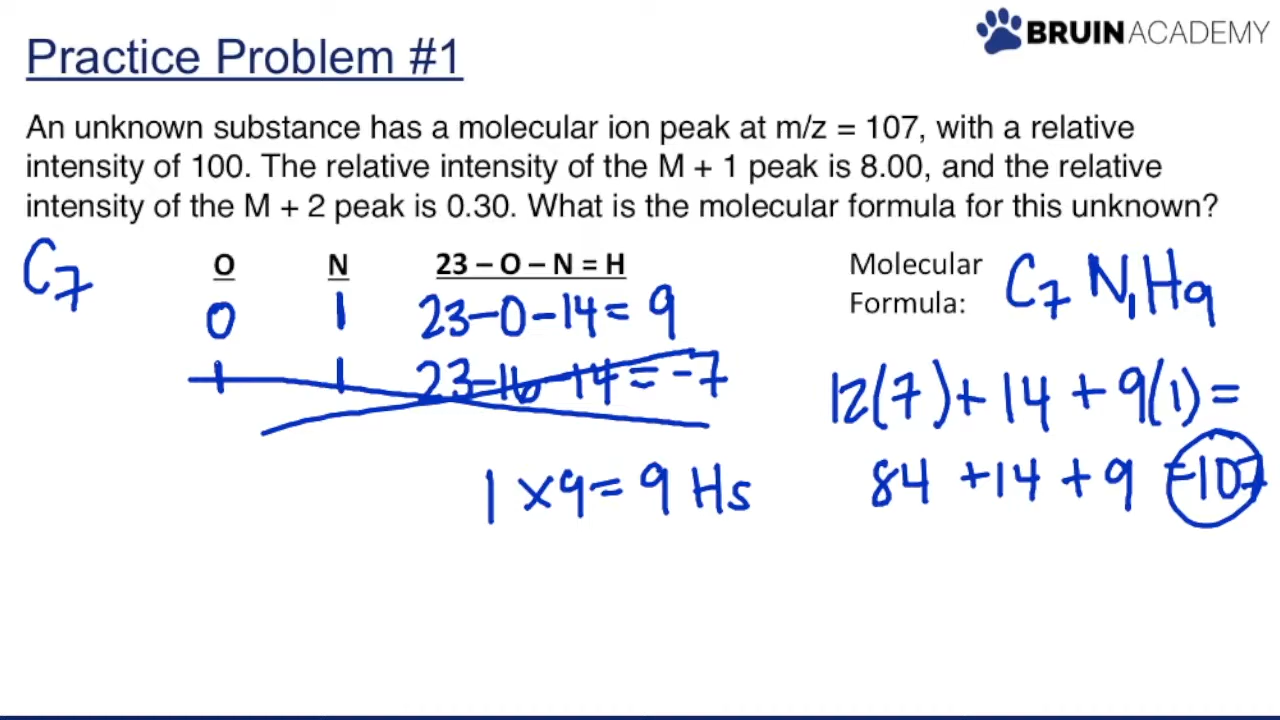 BRUIN ACADEMY
Practice Problem #1
An unknown substance has a molecular ion peak at m/z = 107, with a relative
intensity of 100. The relative intensity of the M + 1 peak is 8.00, and the relative
intensity of the M + 2 peak is 0.30. What is the molecular formula for this unknown?
C7
O N 23 – O – N = H
0 1 23-0-14= 9
1 1 23-16-14=-7
1 x9= 9 Hs
Molecular
Formula:
C7 N1H9
12(7)+14+9(1)=
84 +14+9 =107